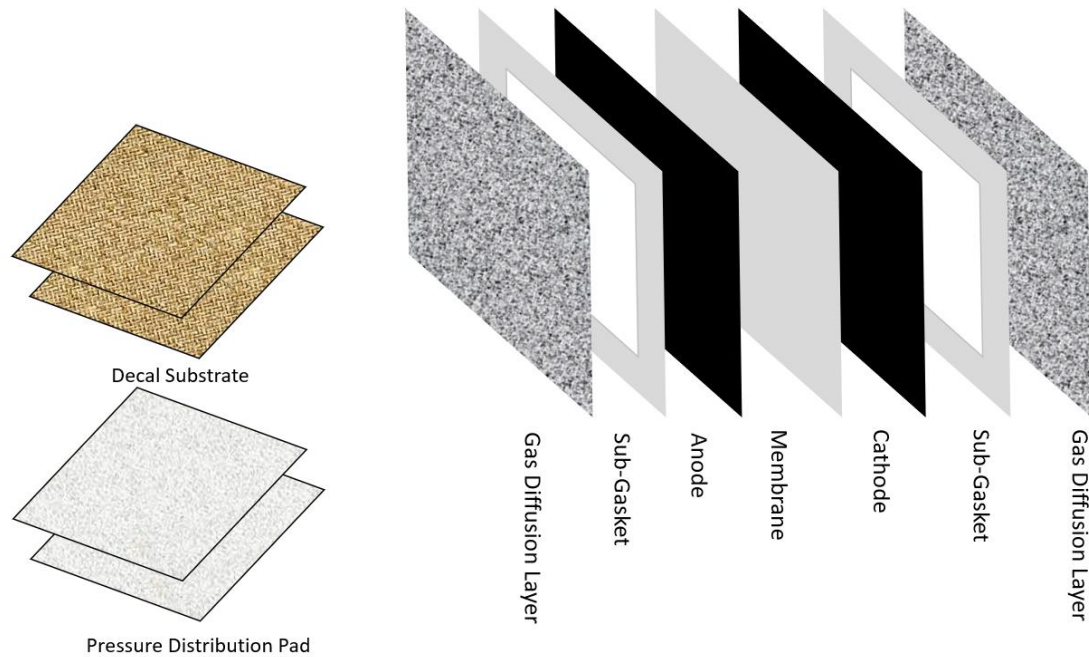 Decal Substrate
Pressure Distribution Pad
Gas Diffusion Layer
Sub-Gasket
Anode
Membrane
Cathode
Sub-Gasket
Gas Diffusion Layer